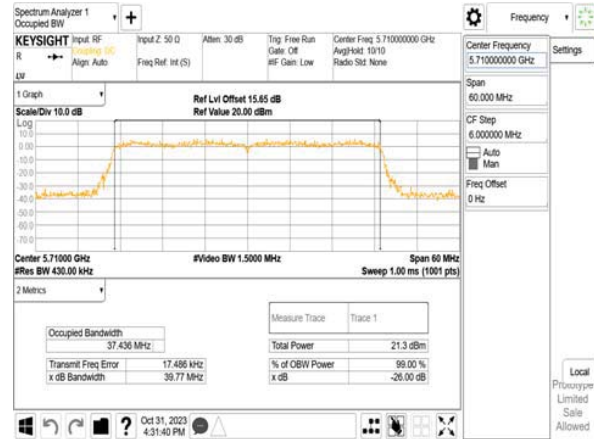 Spectrum Analyzer 1
Occupied BW
+
Frequency
KEYSIGHT
Input: RF
Coupling: DC
Align: Auto
Input Z: 50 Ω
Freq Ref: Int (S)
Atten: 30 dB
Trig: Free Run
Gate: Off
#IF Gain: Low
Center Freq: 5.710000000 GHz
Avg|Hold: 10/10
Radio Std: None
R
LV
Center Frequency
5.710000000 GHz
Settings
Span
60.000 MHz
CF Step
6.000000 MHz
Auto
Man
Freq Offset
0 Hz
1 Graph
Scale/Div 10.0 dB
Ref Lvl Offset 15.65 dB
Ref Value 20.00 dBm
Log
10.0
0.00
-10.0
-20.0
-30.0
-40.0
-50.0
-60.0
-70.0
Center 5.71000 GHz
#Res BW 430.00 kHz
#Video BW 1.5000 MHz
Span 60 MHz
Sweep 1.00 ms (1001 pts)
2 Metrics
Measure Trace
Trace 1
Occupied Bandwidth
37.436 MHz
Total Power
21.3 dBm
Transmit Freq Error
17.486 kHz
% of OBW Power
99.00 %
x dB Bandwidth
39.77 MHz
x dB
-26.00 dB
Local
Prototype
Limited
Sale
Allowed
?
Oct 31, 2023
4:31:40 PM